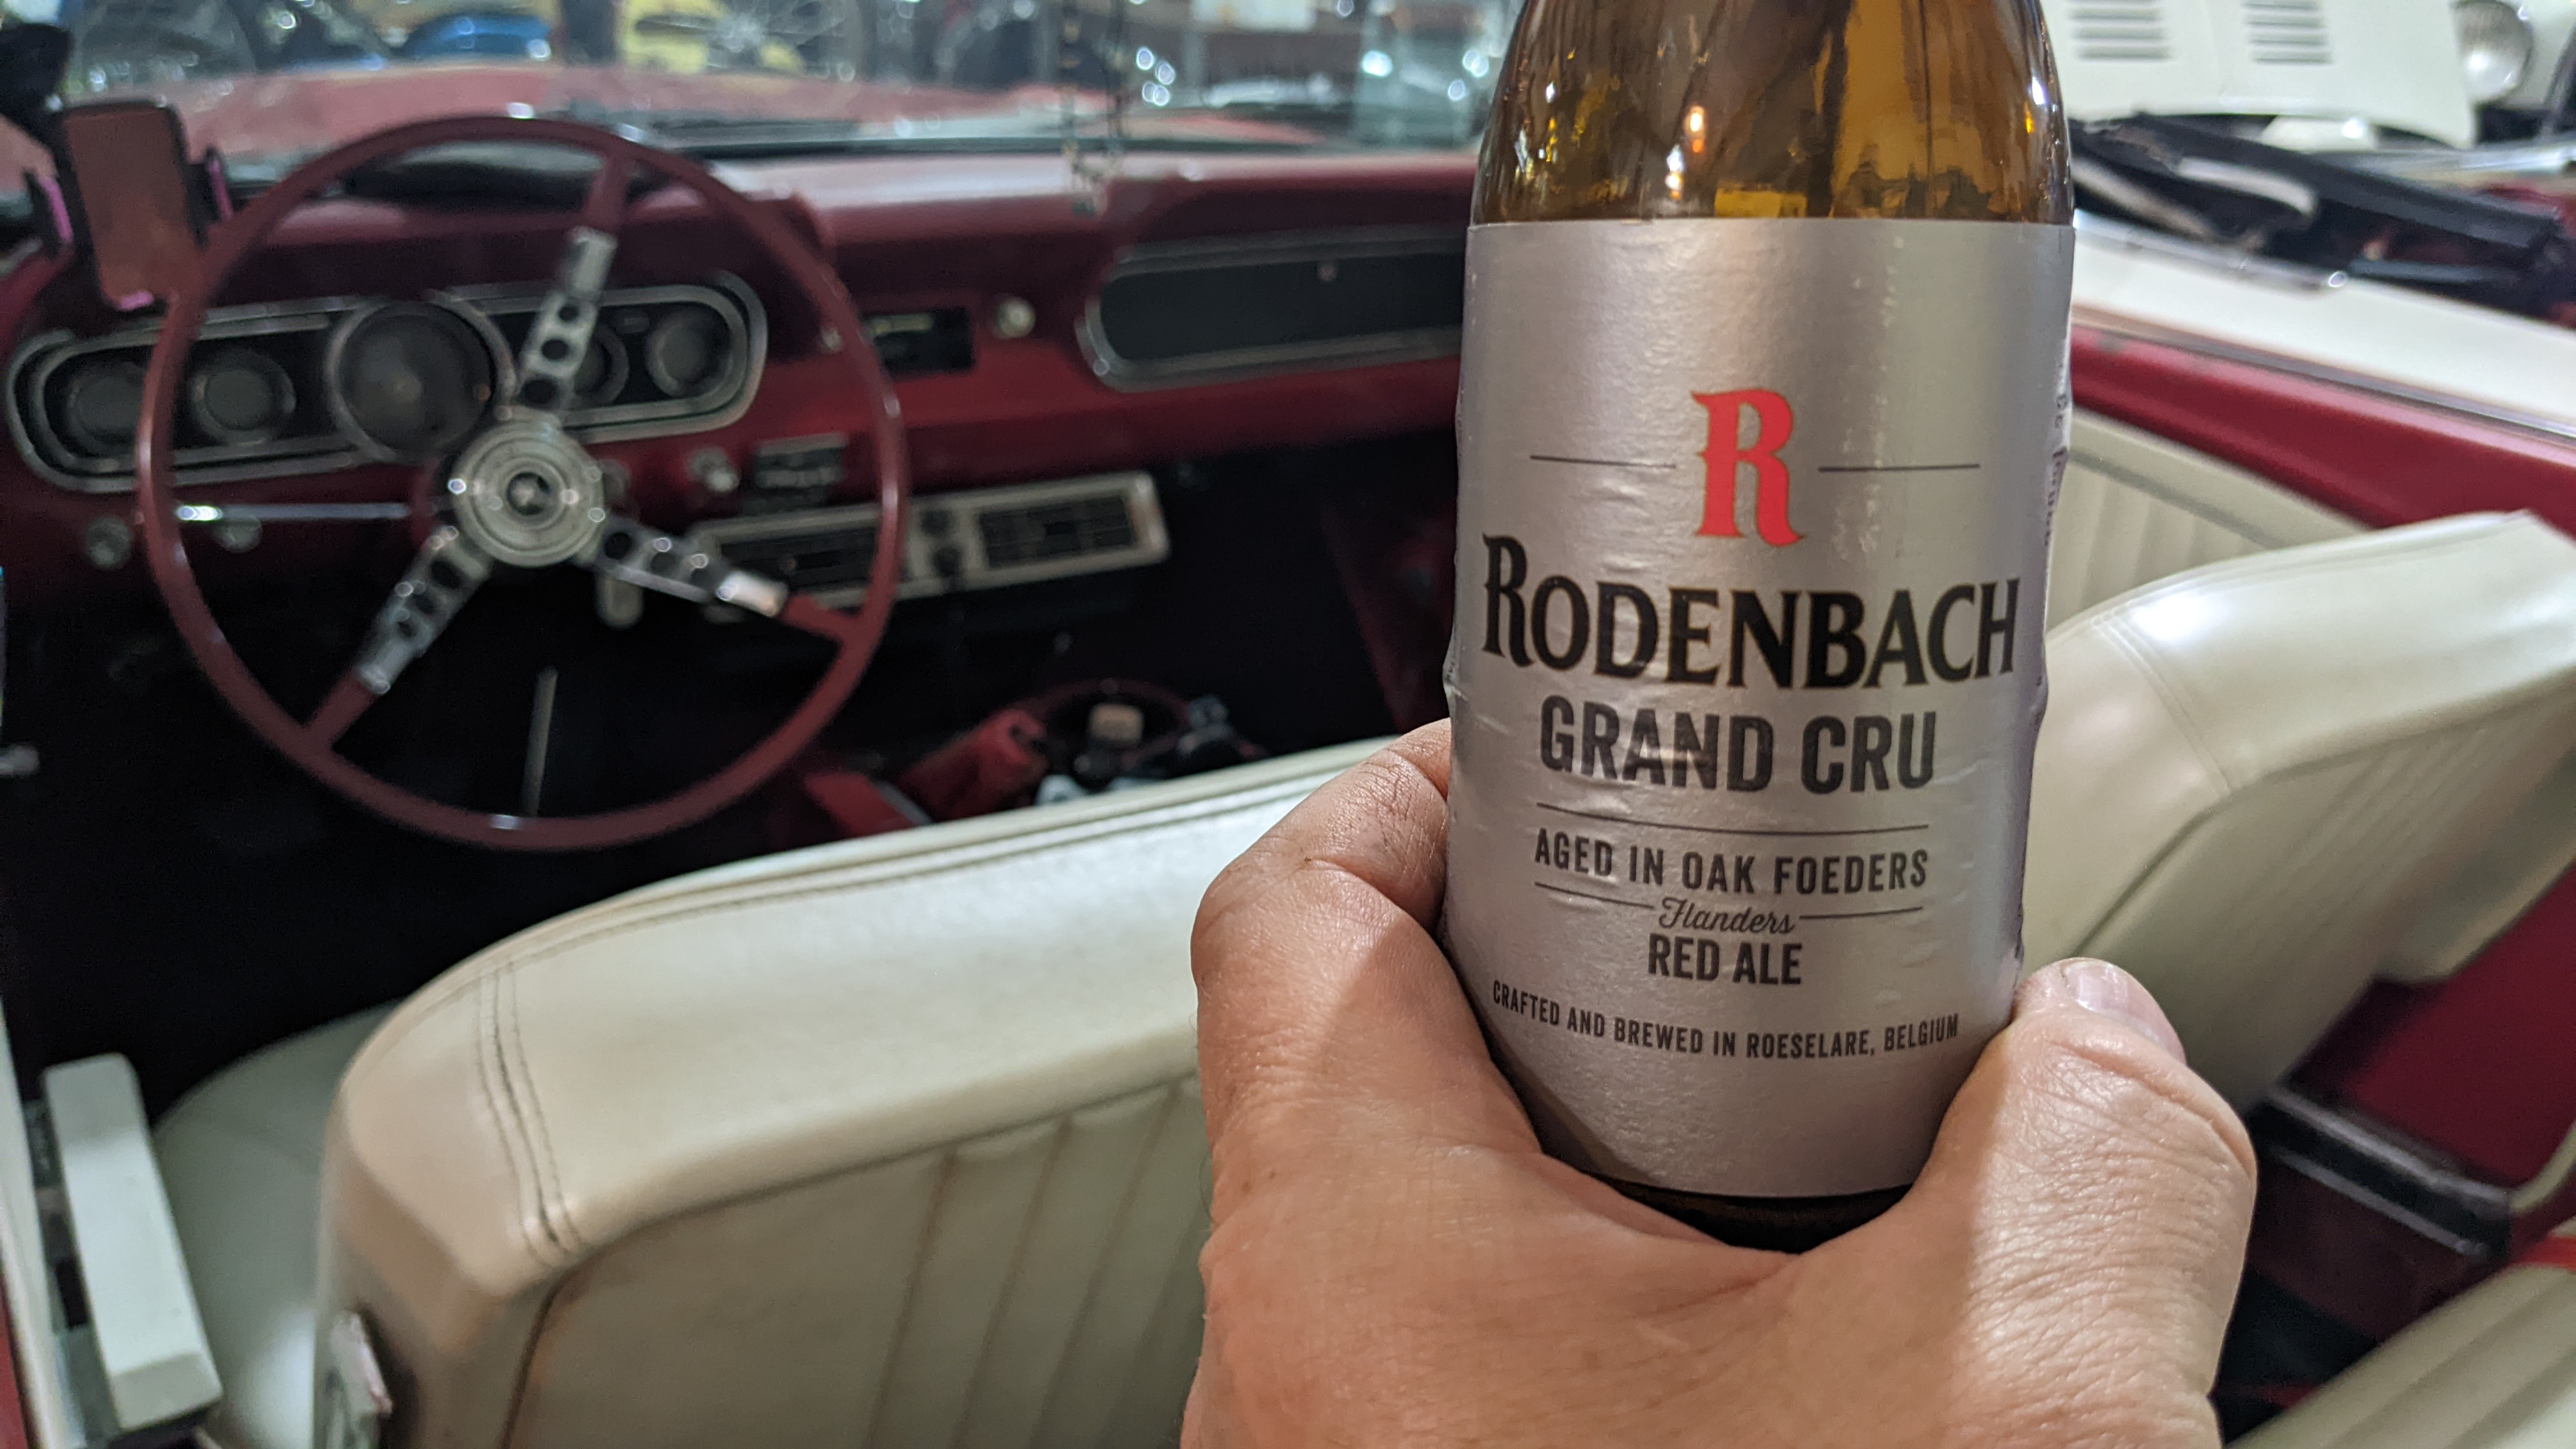 R
RODENBACH
GRAND CRU
AGED IN OAK FOEDERS
Flanders
RED ALE
CRAFTED AND BREWED IN ROESELARE, BELGIUM